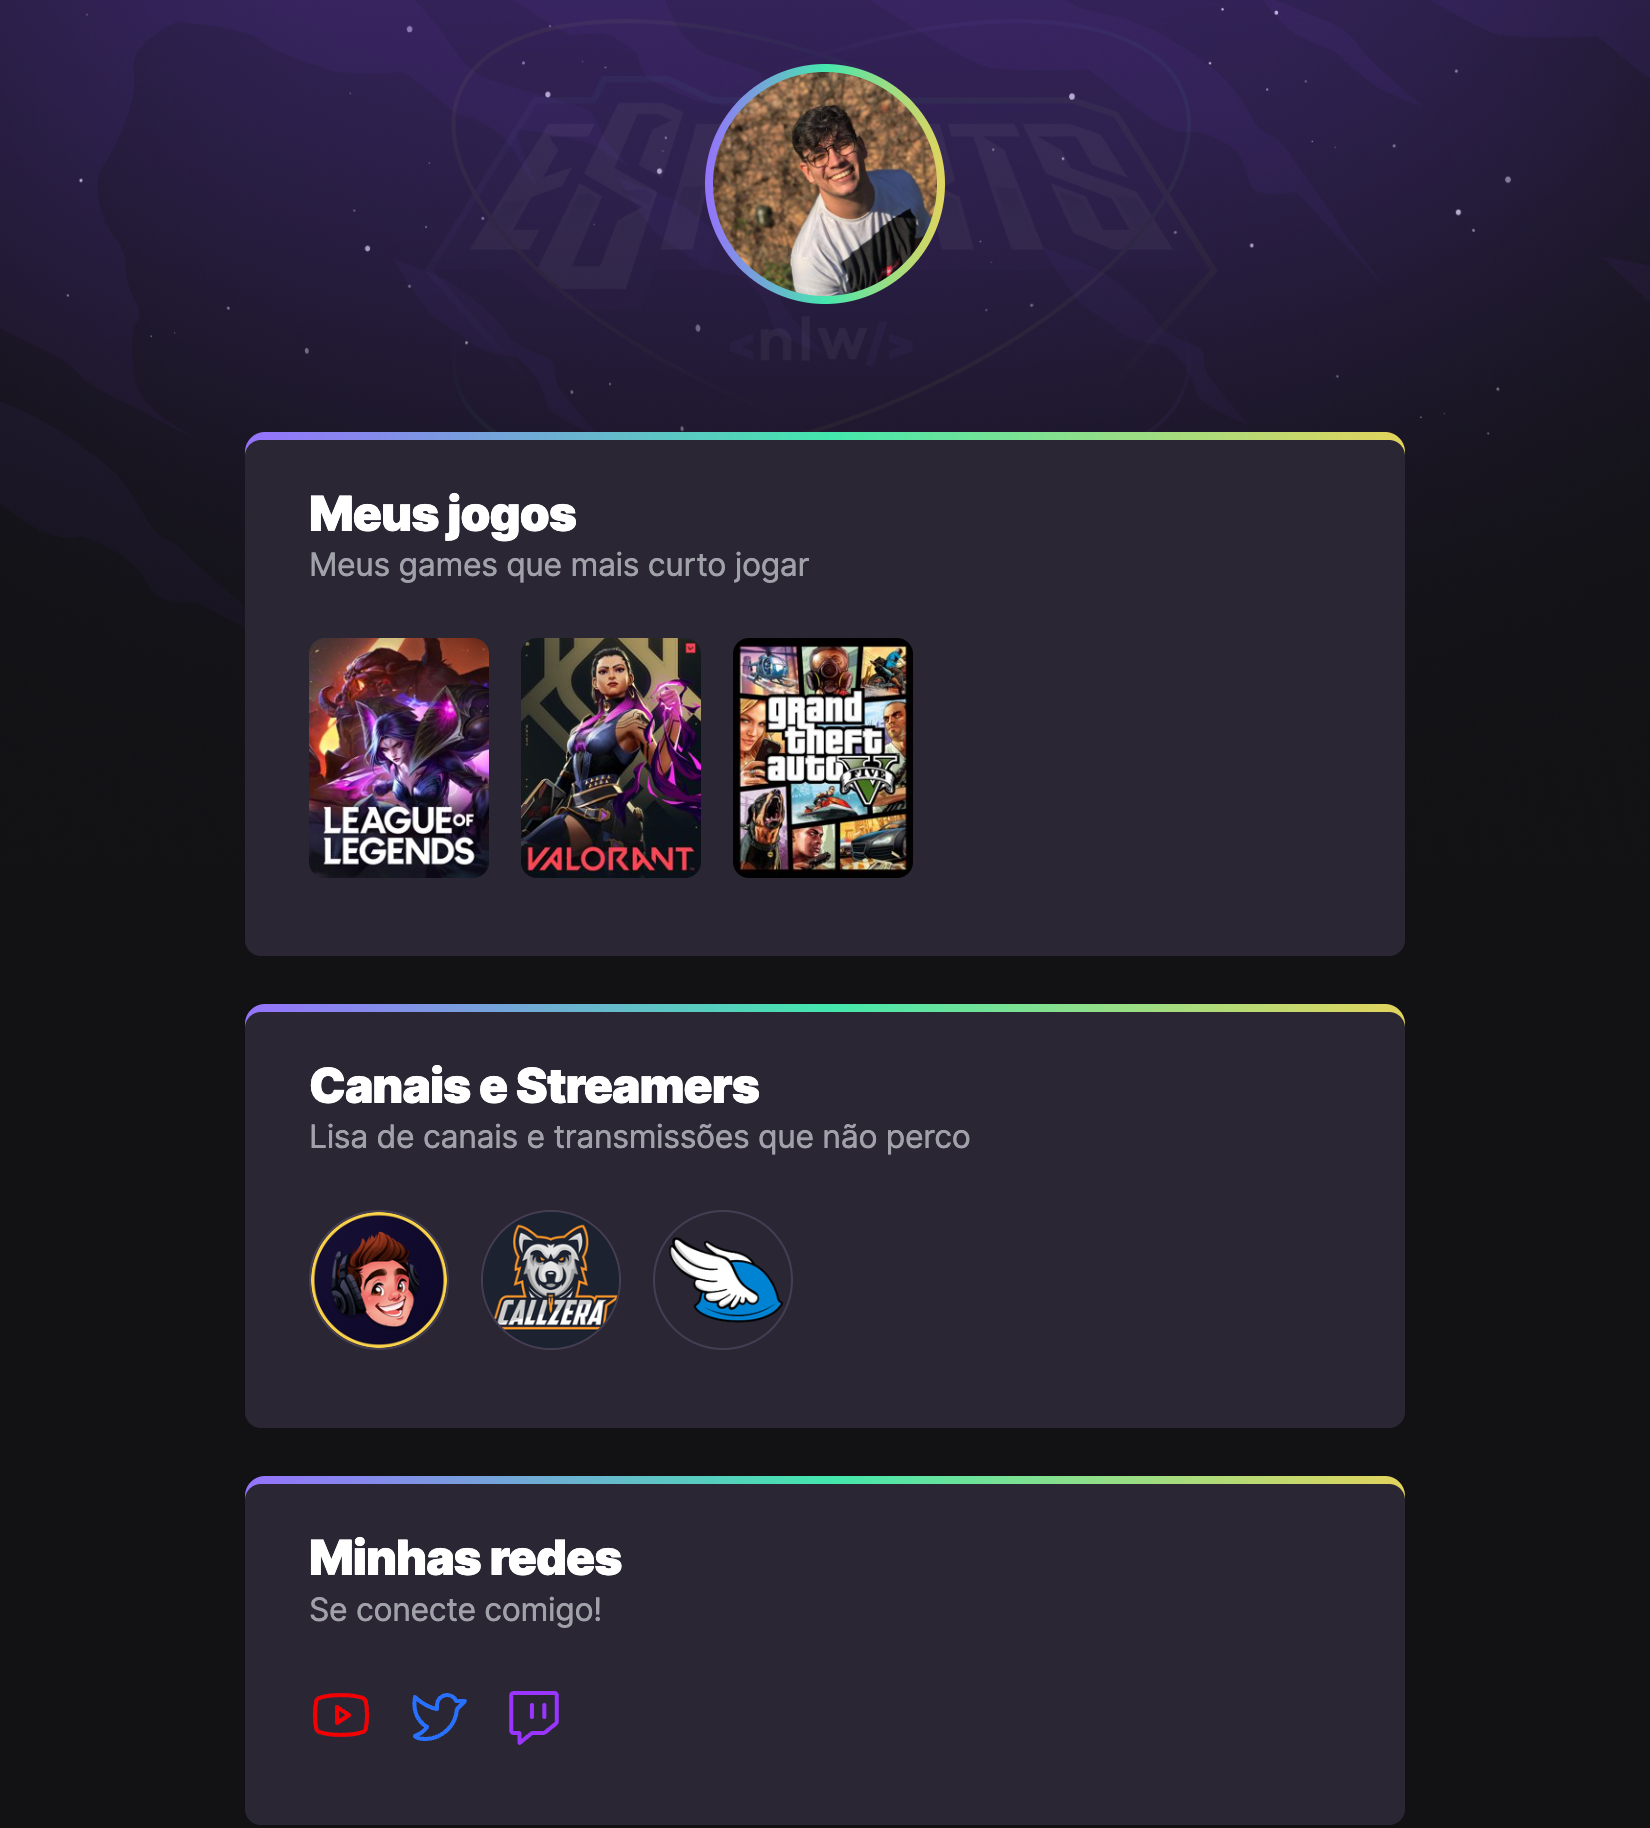 ESPORTS
<nlw/>
Meus jogos
Meus games que mais curto jogar
LEAGUE OF
LEGENDS
VALORANT
grand
theft
auto
FIVE
Canais e Streamers
Lisa de canais e transmissões que não perco
CALLZERA
Minhas redes
Se conecte comigo!